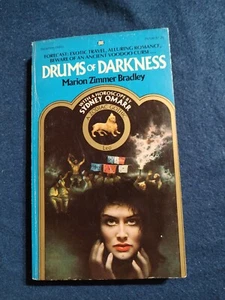 FORECAST: EXOTIC TRAVEL, ALLURING ROMANCE.
BEWARE OF AN ANCIENT VOODOO CURSE
DRUMS OF DARKNESS
Marion Zimmer Bradley
WITH A HOROSCOPE BY
SYDNEY OMARR
Leo